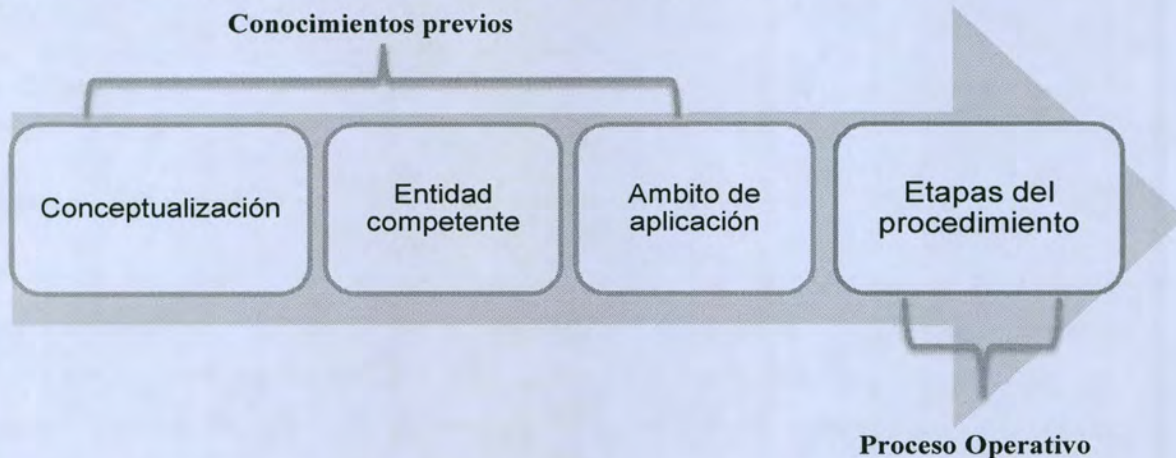 Conocimientos previos
Conceptualización
Entidad
competente
Ambito de
aplicación
Etapas del
procedimiento
Proceso Operativo